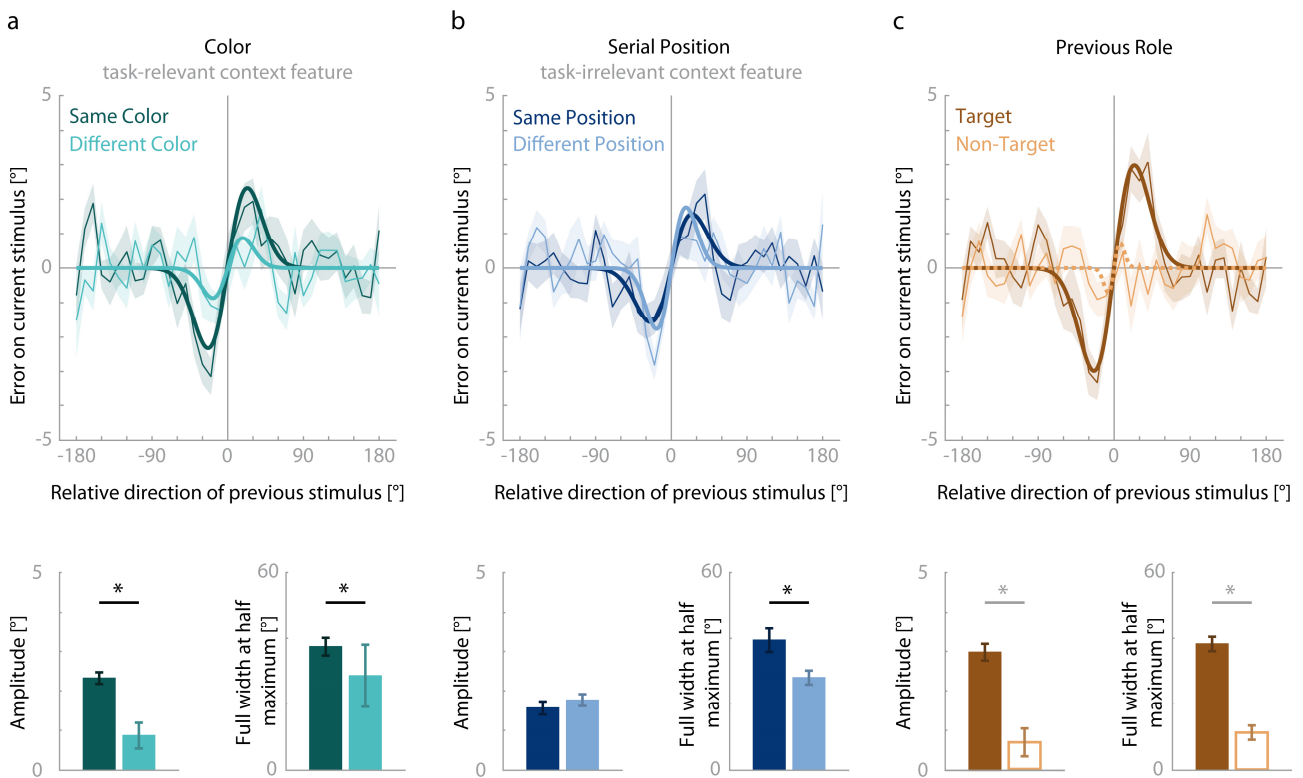 a
Color
task-relevant context feature
5
Same Color
Different Color
Error on current stimulus [°]
0
-5
-180 -90 0 90 180
Relative direction of previous stimulus [°]
b
Serial Position
task-irrelevant context feature
5
Same Position
Different Position
Error on current stimulus [°]
0
-5
-180 -90 0 90 180
Relative direction of previous stimulus [°]
c
Previous Role
5
Target
Non-Target
Error on current stimulus [°]
0
-5
-180 -90 0 90 180
Relative direction of previous stimulus [°]
5
*
Amplitude [°]
0
60
*
Full width at half
maximum [°]
0
5
Amplitude [°]
0
60
*
Full width at half
maximum [°]
0
5
*
Amplitude [°]
0
60
*
Full width at half
maximum [°]
0